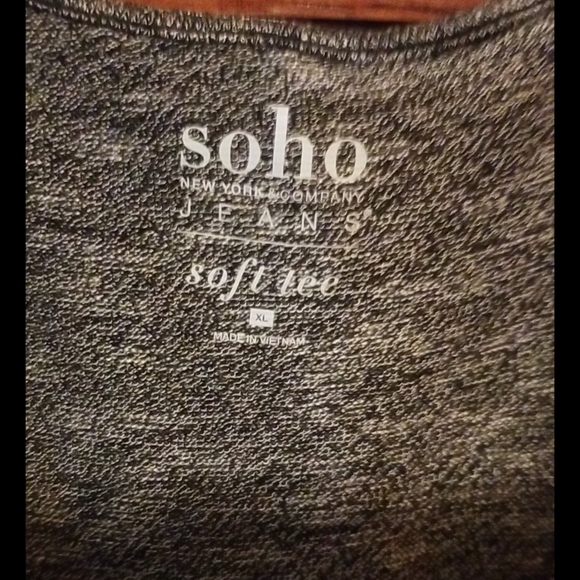 soho
NEW YORK & COMPANY
JEANS
soft tee
XL
MADE IN VIETNAM